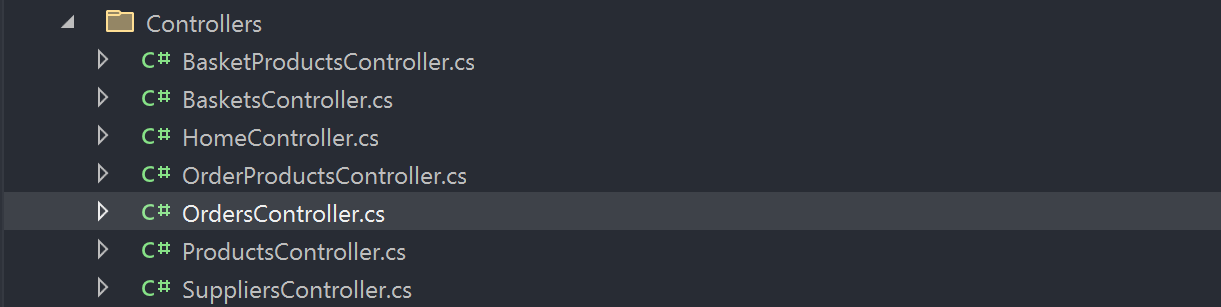 Controllers
C# BasketProductsController.cs
C# BasketsController.cs
C# HomeController.cs
C# OrderProductsController.cs
C# OrdersController.cs
C# ProductsController.cs
C# SuppliersController.cs